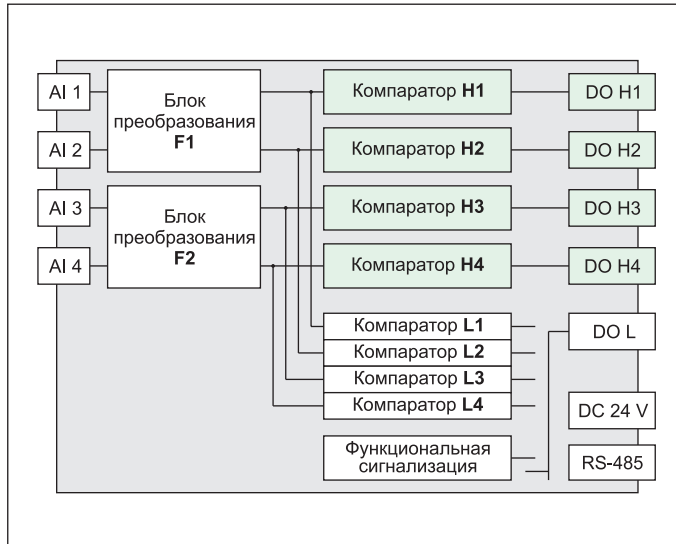 AI 1
Блок
преобразования
F1
Компаратор H1
DO H1
AI 2
Компаратор H2
DO H2
AI 3
Блок
преобразования
F2
Компаратор H3
DO H3
AI 4
Компаратор H4
DO H4
Компаратор L1
DO L
Компаратор L2
Компаратор L3
Компаратор L4
DC 24 V
Функциональная
сигнализация
RS-485